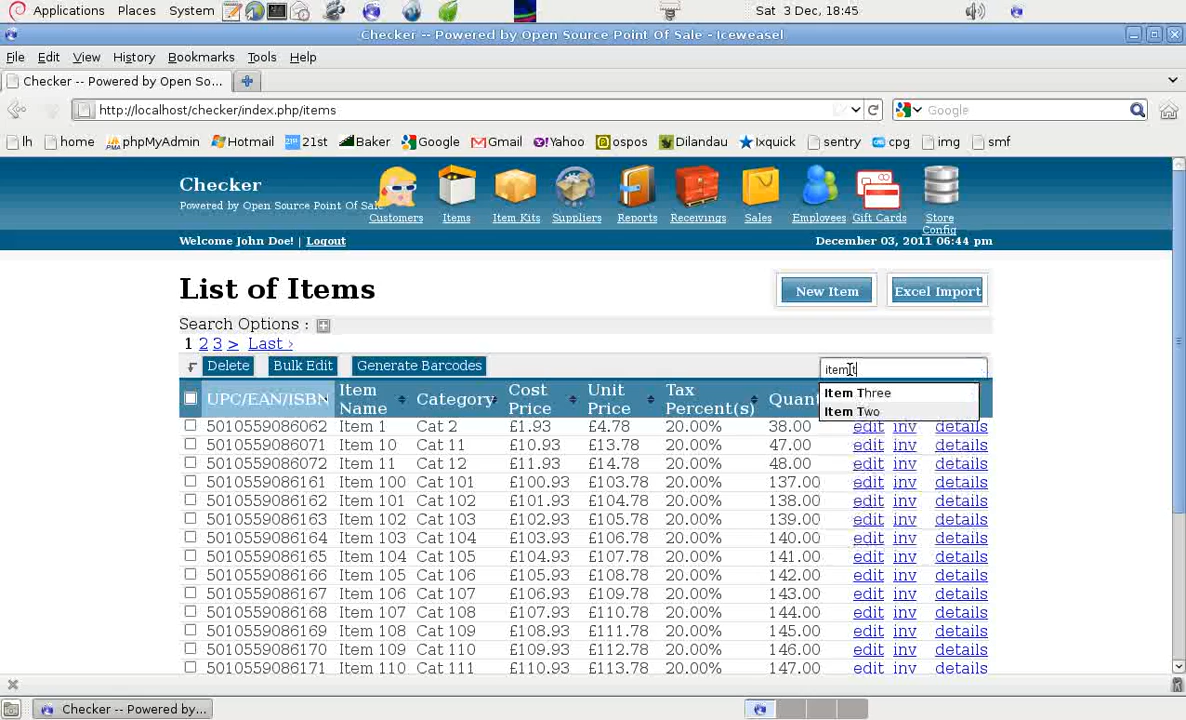 Applications Places System Sat 3 Dec, 18:45
Checker -- Powered by Open Source Point Of Sale - Iceweasel
File Edit View History Bookmarks Tools Help
Checker -- Powered by Open So...
http://localhost/checker/index.php/items Google
lh home phpMyAdmin Hotmail 21st Baker Google Gmail Yahoo ospos Dilandau Ixquick sentry cpg img smf
Checker
Powered by Open Source Point Of Sale
Customers Items Item Kits Suppliers Reports Receivings Sales Employees Gift Cards Store Config
Welcome John Doe! | Logout December 03, 2011 06:44 pm
List of Items New Item Excel Import
Search Options :
1 2 3 > Last ›
Delete Bulk Edit Generate Barcodes item t
Item Three
Item Two
UPC/EAN/ISBN Item Name Category Cost Price Unit Price Tax Percent(s) Quant
5010559086062 Item 1 Cat 2 £1.93 £4.78 20.00% 38.00 edit inv details
5010559086071 Item 10 Cat 11 £10.93 £13.78 20.00% 47.00 edit inv details
5010559086072 Item 11 Cat 12 £11.93 £14.78 20.00% 48.00 edit inv details
5010559086161 Item 100 Cat 101 £100.93 £103.78 20.00% 137.00 edit inv details
5010559086162 Item 101 Cat 102 £101.93 £104.78 20.00% 138.00 edit inv details
5010559086163 Item 102 Cat 103 £102.93 £105.78 20.00% 139.00 edit inv details
5010559086164 Item 103 Cat 104 £103.93 £106.78 20.00% 140.00 edit inv details
5010559086165 Item 104 Cat 105 £104.93 £107.78 20.00% 141.00 edit inv details
5010559086166 Item 105 Cat 106 £105.93 £108.78 20.00% 142.00 edit inv details
5010559086167 Item 106 Cat 107 £106.93 £109.78 20.00% 143.00 edit inv details
5010559086168 Item 107 Cat 108 £107.93 £110.78 20.00% 144.00 edit inv details
5010559086169 Item 108 Cat 109 £108.93 £111.78 20.00% 145.00 edit inv details
5010559086170 Item 109 Cat 110 £109.93 £112.78 20.00% 146.00 edit inv details
5010559086171 Item 110 Cat 111 £110.93 £113.78 20.00% 147.00 edit inv details
Checker -- Powered by...